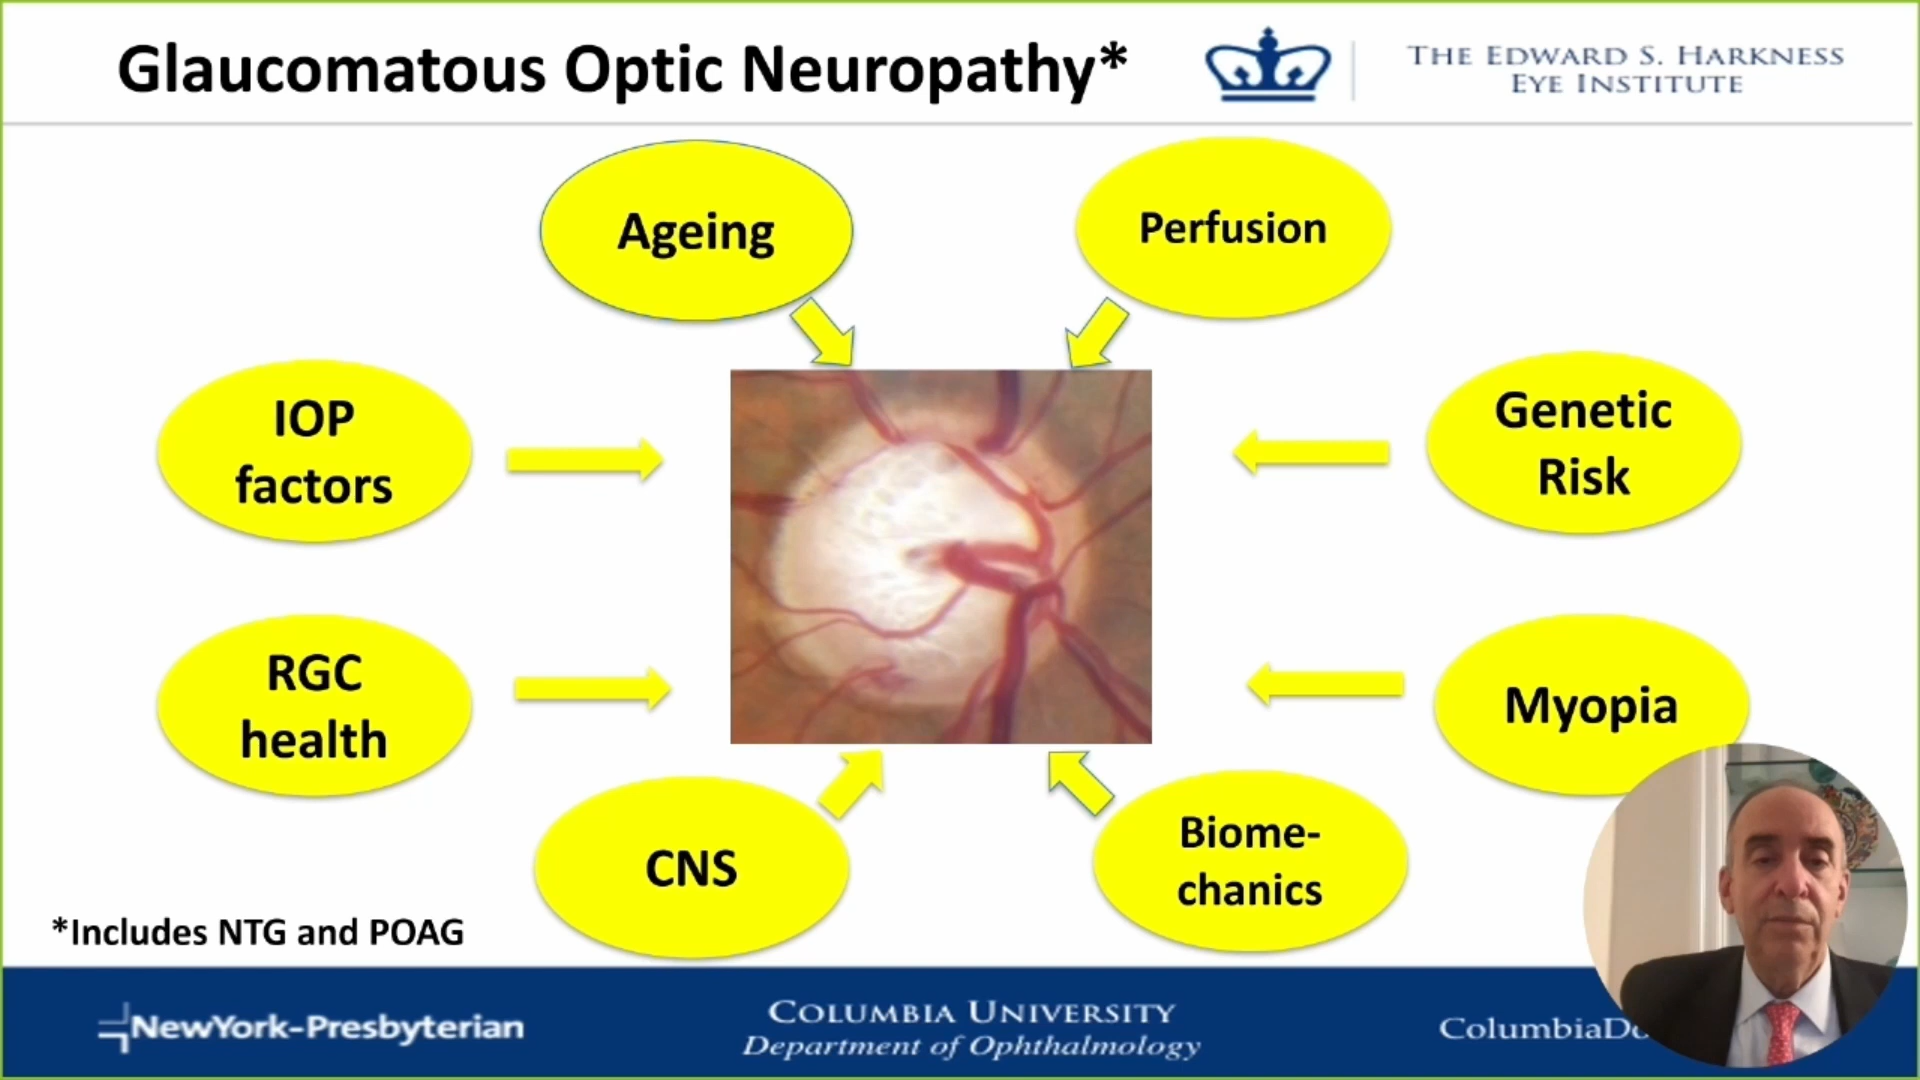 Glaucomatous Optic Neuropathy*
THE EDWARD S. HARKNESS
EYE INSTITUTE
Ageing
Perfusion
IOP
factors
Genetic
Risk
RGC
health
Myopia
CNS
Biome-
chanics
*Includes NTG and POAG
NewYork-Presbyterian
COLUMBIA UNIVERSITY
Department of Ophthalmology
ColumbiaDo